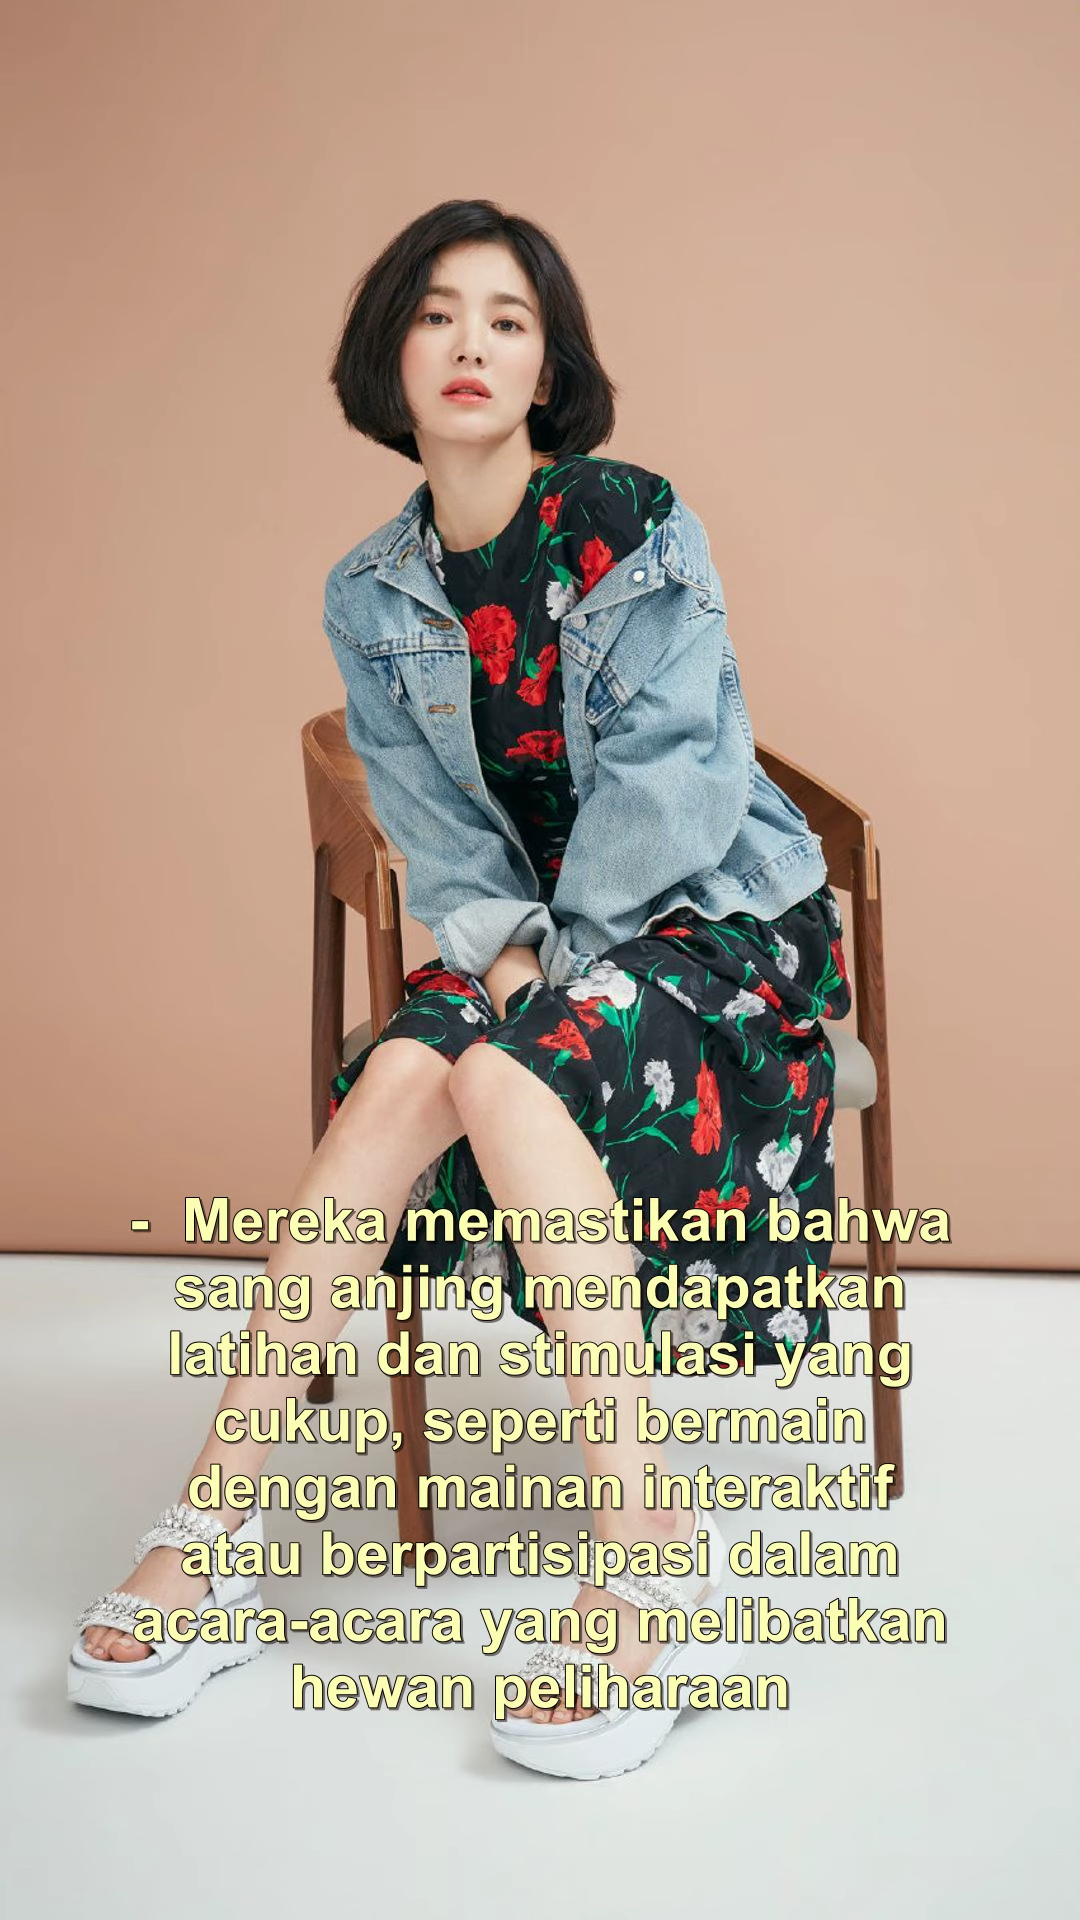 -  Mereka memastikan bahwa
sang anjing mendapatkan
latihan dan stimulasi yang
cukup, seperti bermain
dengan mainan interaktif
atau berpartisipasi dalam
acara-acara yang melibatkan
hewan peliharaan